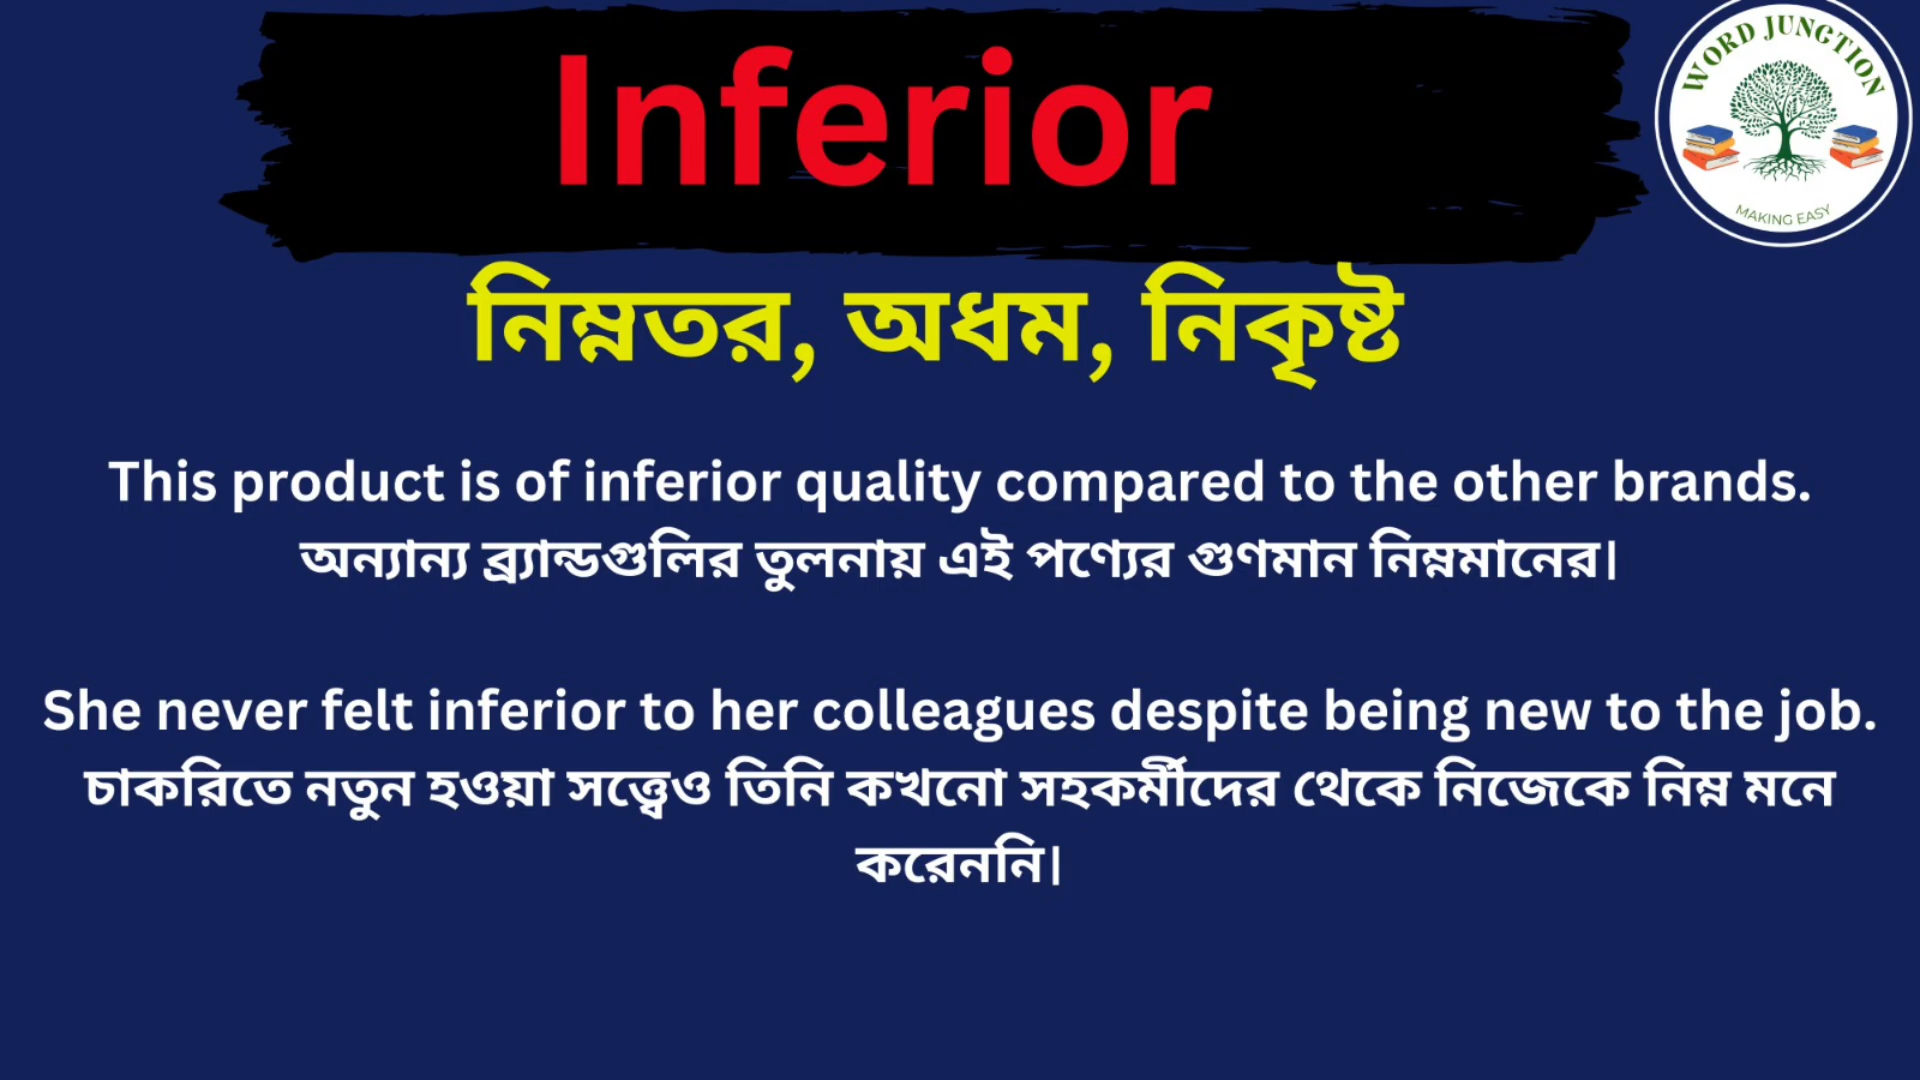 Inferior
WORD JUNCTION
MAKING EASY
নিম্নতর, অধম, নিকৃষ্ট
This product is of inferior quality compared to the other brands.
অন্যান্য ব্র্যান্ডগুলির তুলনায় এই পণ্যের গুণমান নিম্নমানের।
She never felt inferior to her colleagues despite being new to the job.
চাকরিতে নতুন হওয়া সত্ত্বেও তিনি কখনো সহকর্মীদের থেকে নিজেকে নিম্ন মনে
করেননি।